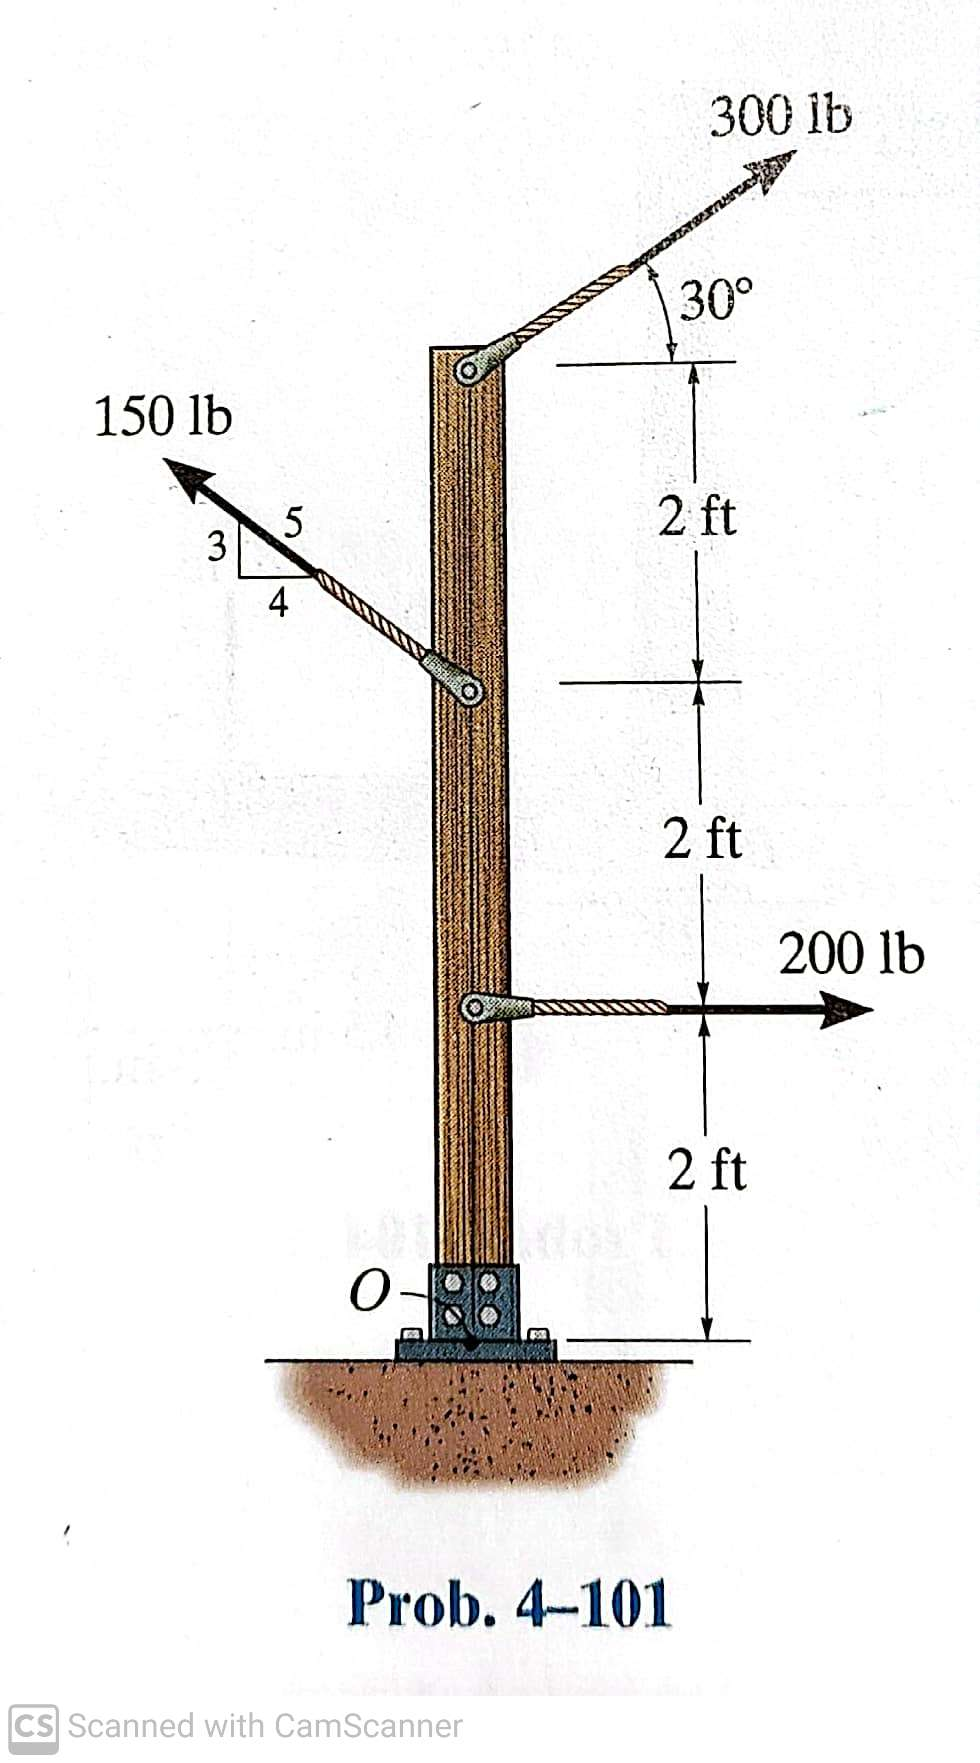 300 lb
30°
150 lb
2 ft
5
3
4
2 ft
200 lb
2 ft
O
Prob. 4–101
CS Scanned with CamScanner